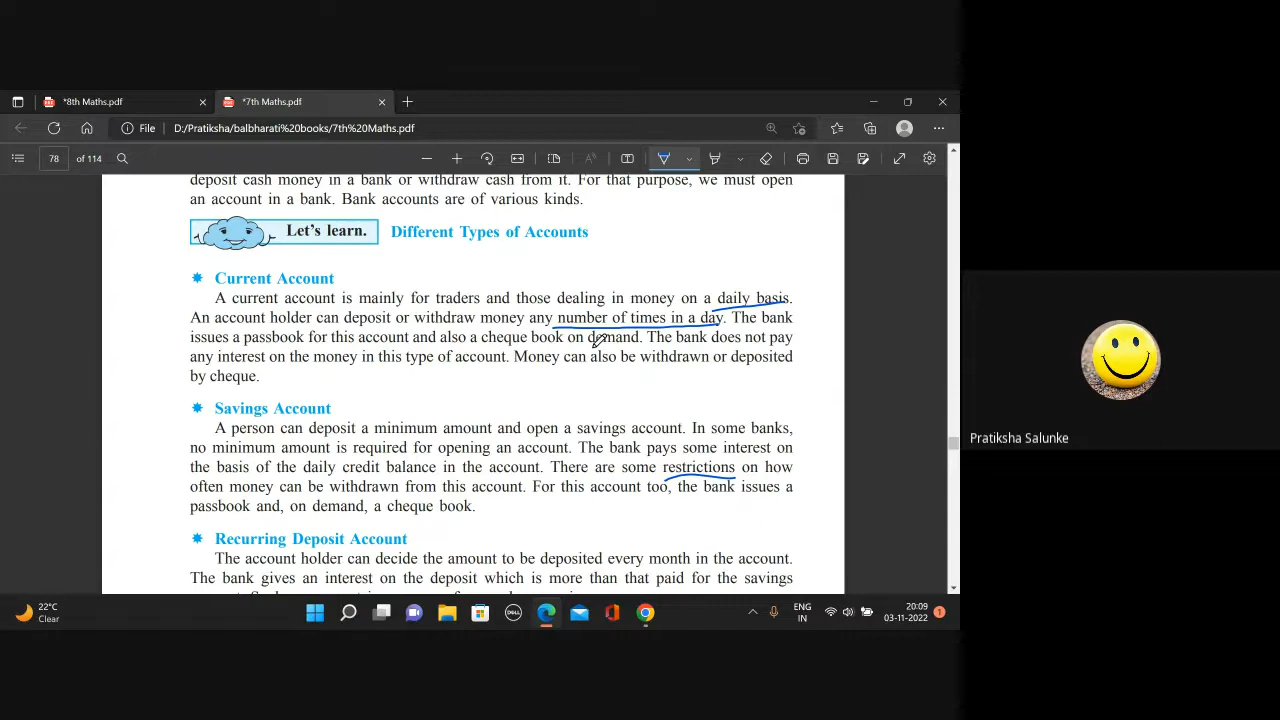 *8th Maths.pdf
*7th Maths.pdf
File D:/Pratiksha/balbharati%20books/7th%20Maths.pdf
78 of 114
deposit cash money in a bank or withdraw cash from it. For that purpose, we must open
an account in a bank. Bank accounts are of various kinds.
Let's learn. Different Types of Accounts
Current Account
A current account is mainly for traders and those dealing in money on a daily basis.
An account holder can deposit or withdraw money any number of times in a day. The bank
issues a passbook for this account and also a cheque book on demand. The bank does not pay
any interest on the money in this type of account. Money can also be withdrawn or deposited
by cheque.
Savings Account
A person can deposit a minimum amount and open a savings account. In some banks,
no minimum amount is required for opening an account. The bank pays some interest on
the basis of the daily credit balance in the account. There are some restrictions on how
often money can be withdrawn from this account. For this account too, the bank issues a
passbook and, on demand, a cheque book.
Recurring Deposit Account
The account holder can decide the amount to be deposited every month in the account.
The bank gives an interest on the deposit which is more than that paid for the savings
Pratiksha Salunke
22°C
Clear
DELL
ENG
IN
20:09
03-11-2022
1